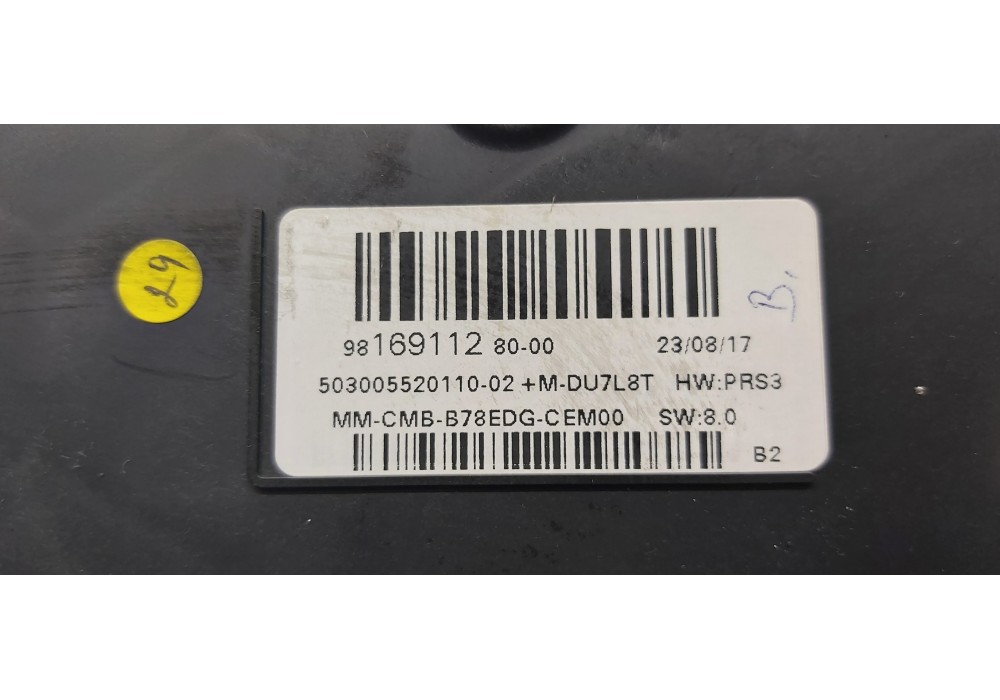 29
B.
98169112 80-00 23/08/17
503005520110-02 +M-DU7L8T HW:PRS3
MM-CMB-B78EDG-CEM00 SW:8.0
B2